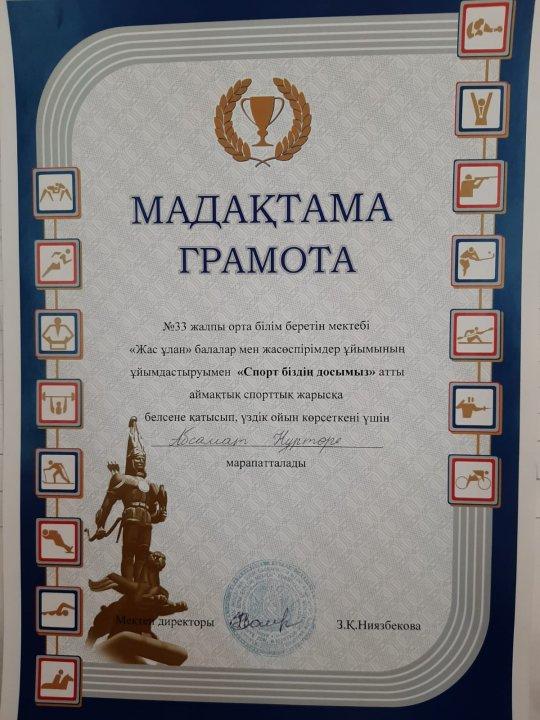 МАДАҚТАМА
ГРАМОТА
№33 жалпы орта білім беретін мектебі
«Жас ұлан» балалар мен жасөспірімдер ұйымының
ұйымдастыруымен «Спорт біздің досымыз» атты
аймақтық спорттық жарысқа
белсене қатысып, үздік ойын көрсеткені үшін
Абсамат Нұртөре
марапатталады
Мектеп директоры З.Қ.Ниязбекова